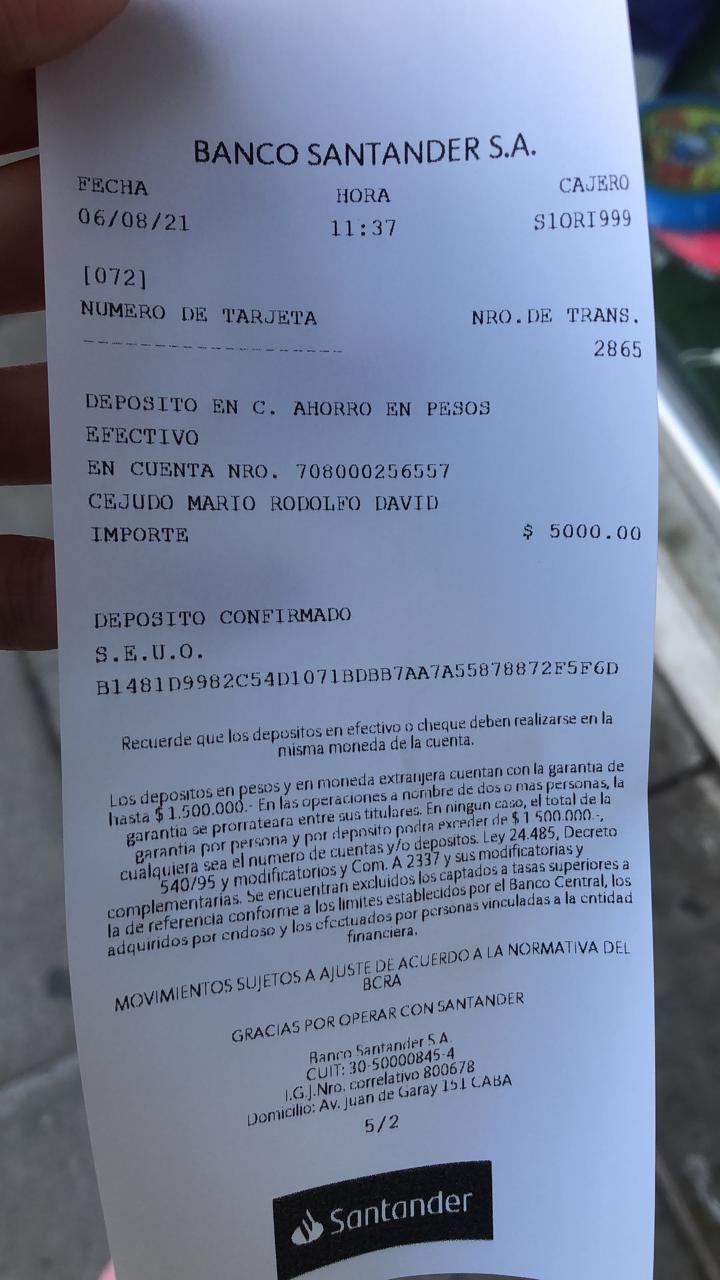 BANCO SANTANDER S.A.
FECHA HORA CAJERO
06/08/21 11:37 S1ORI999
[072]
NUMERO DE TARJETA NRO.DE TRANS.
-------------------- 2865
DEPOSITO EN C. AHORRO EN PESOS
EFECTIVO
EN CUENTA NRO. 708000256557
CEJUDO MARIO RODOLFO DAVID
IMPORTE $ 5000.00
DEPOSITO CONFIRMADO
S.E.U.O.
B1481D9982C54D1071BDBB7AA7A55878872F5F6D
Recuerde que los depositos en efectivo o cheque deben realizarse en la
misma moneda de la cuenta.
Los depositos en pesos y en moneda extranjera cuentan con la garantia de
hasta $ 1.500.000.- En las operaciones a nombre de dos o mas personas, la
garantia se prorrateara entre sus titulares. En ningun caso, el total de la
garantia por persona y por deposito podra exceder de $ 1 500.000.-,
cualquiera sea el numero de cuentas y/o depositos. Ley 24.485, Decreto
540/95 y modificatorios y Com. A 2337 y sus modificatorias y
complementarias. Se encuentran excluidos los captados a tasas superiores a
la de referencia conforme a los limites establecidos por el Banco Central, los
adquiridos por endoso y los efectuados por personas vinculadas a la entidad
financiera.
MOVIMIENTOS SUJETOS A AJUSTE DE ACUERDO A LA NORMATIVA DEL
BCRA
GRACIAS POR OPERAR CON SANTANDER
Banco Santander S.A.
CUIT: 30-50000845-4
I.G.J.Nro. correlativo 800678
Domicilio: Av. Juan de Garay 151 CABA
5/2
Santander